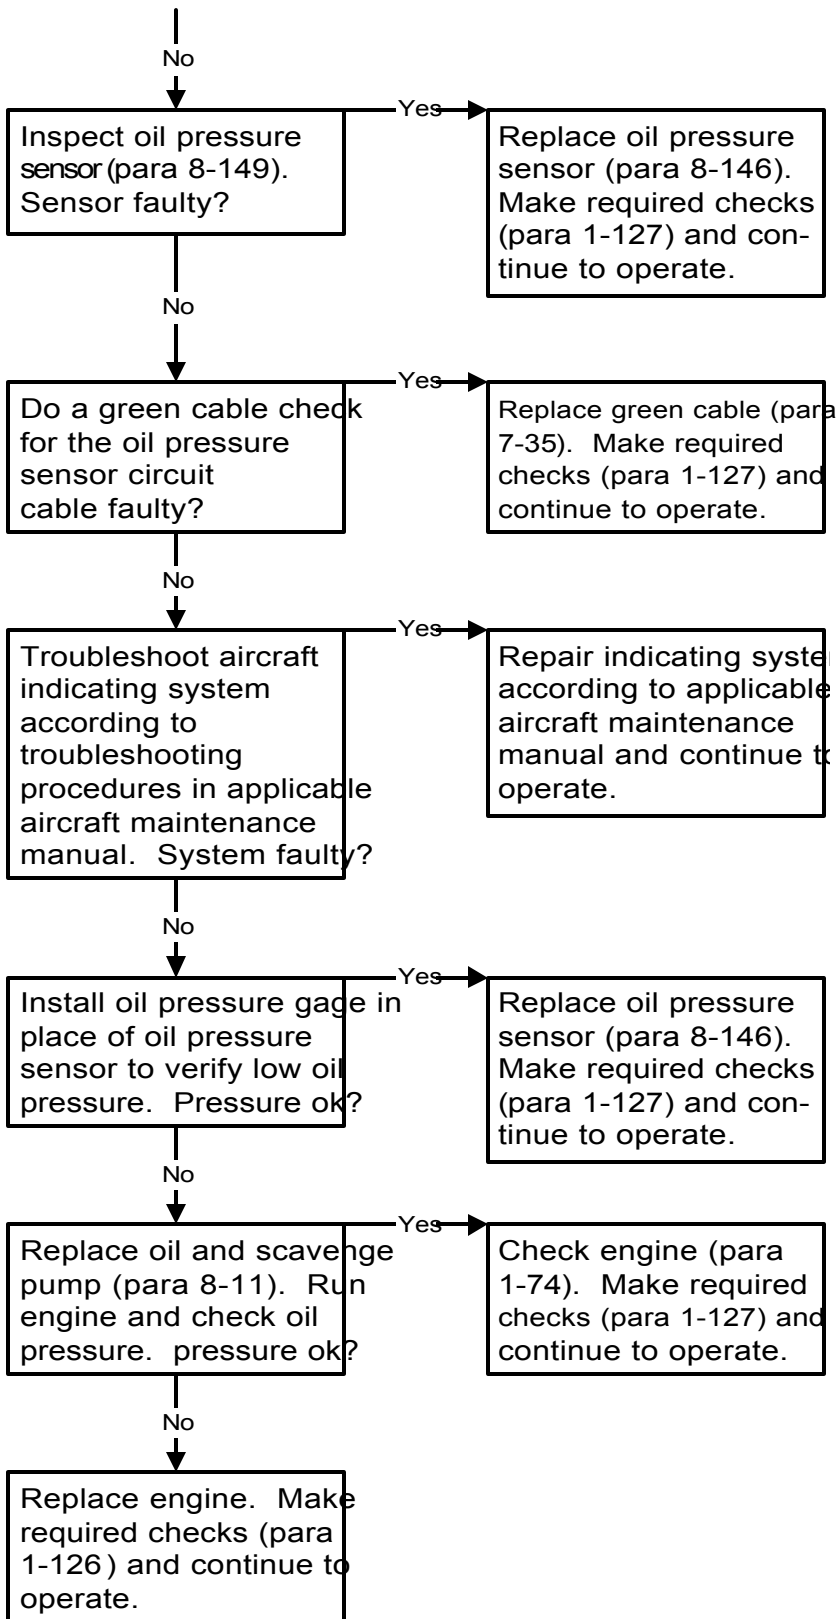 No
Inspect oil pressure
sensor (para 8-149).
Sensor faulty?
Yes
Replace oil pressure
sensor (para 8-146).
Make required checks
(para 1-127) and con-
tinue to operate.
No
Do a green cable check
for the oil pressure
sensor circuit
cable faulty?
Yes
Replace green cable (para
7-35). Make required
checks (para 1-127) and
continue to operate.
No
Troubleshoot aircraft
indicating system
according to
troubleshooting
procedures in applicable
aircraft maintenance
manual. System faulty?
Yes
Repair indicating system
according to applicable
aircraft maintenance
manual and continue to
operate.
No
Install oil pressure gage in
place of oil pressure
sensor to verify low oil
pressure. Pressure ok?
Yes
Replace oil pressure
sensor (para 8-146).
Make required checks
(para 1-127) and con-
tinue to operate.
No
Replace oil and scavenge
pump (para 8-11). Run
engine and check oil
pressure. pressure ok?
Yes
Check engine (para
1-74). Make required
checks (para 1-127) and
continue to operate.
No
Replace engine. Make
required checks (para
1-126) and continue to
operate.